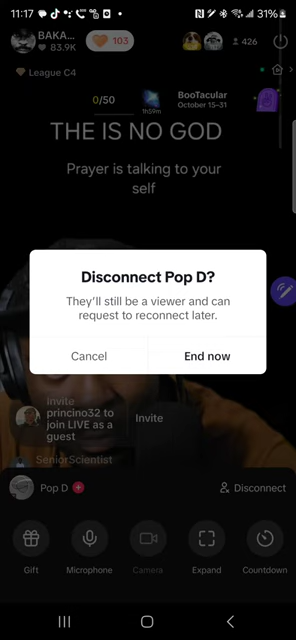 11:17
31%
BAKA...
83.9K
103
426
League C4
0/50
1h59m
BooTacular
October 15-31
THE IS NO GOD
Prayer is talking to your
self
Disconnect Pop D?
They'll still be a viewer and can
request to reconnect later.
Cancel
End now
Invite
princino32 to
join LIVE as a
guest
Invite
SeniorScientist
Pop D
Disconnect
Gift
Microphone
Camera
Expand
Countdown